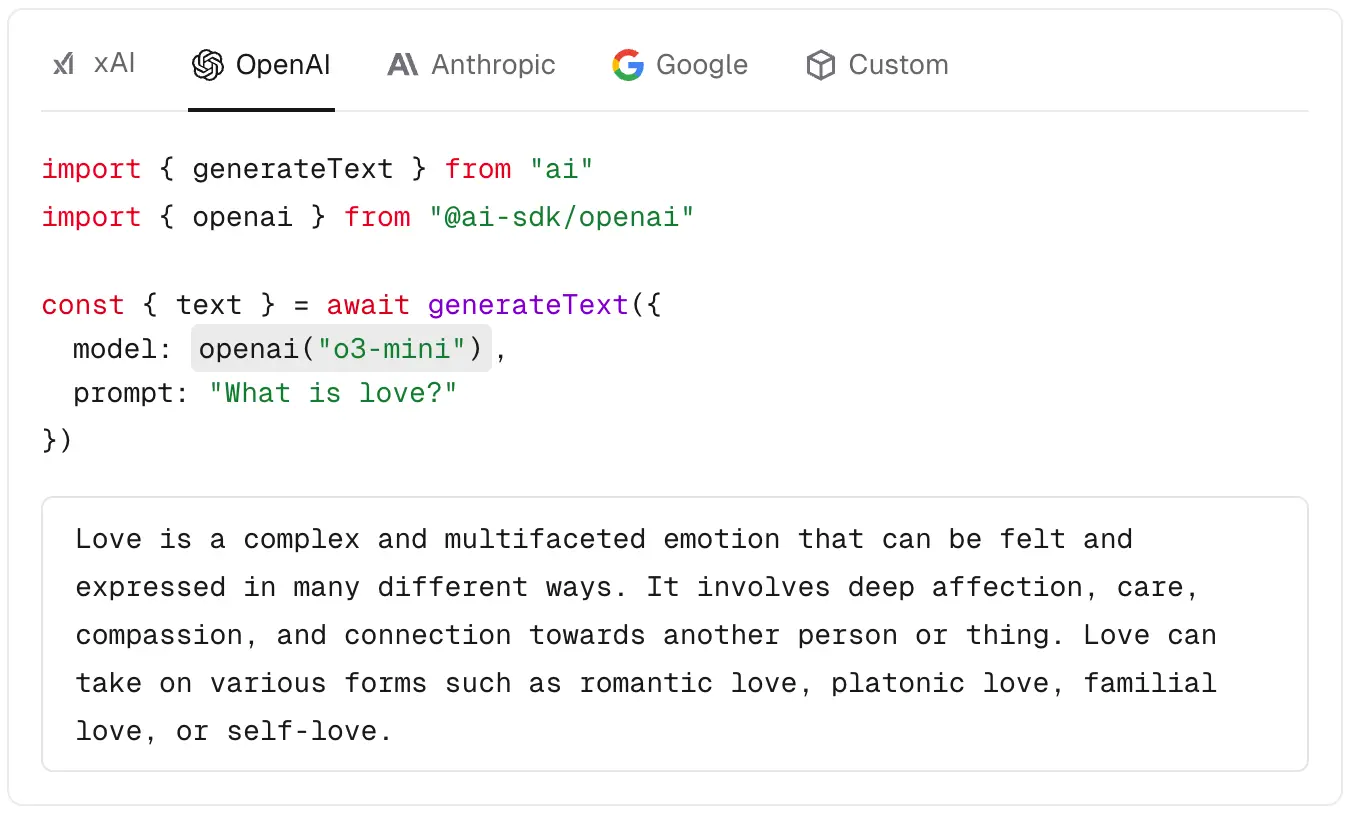 xAI OpenAI Anthropic Google Custom
import { generateText } from "ai"
import { openai } from "@ai-sdk/openai"
const { text } = await generateText({
  model: openai("o3-mini"),
  prompt: "What is love?"
})
Love is a complex and multifaceted emotion that can be felt and
expressed in many different ways. It involves deep affection, care,
compassion, and connection towards another person or thing. Love can
take on various forms such as romantic love, platonic love, familial
love, or self-love.